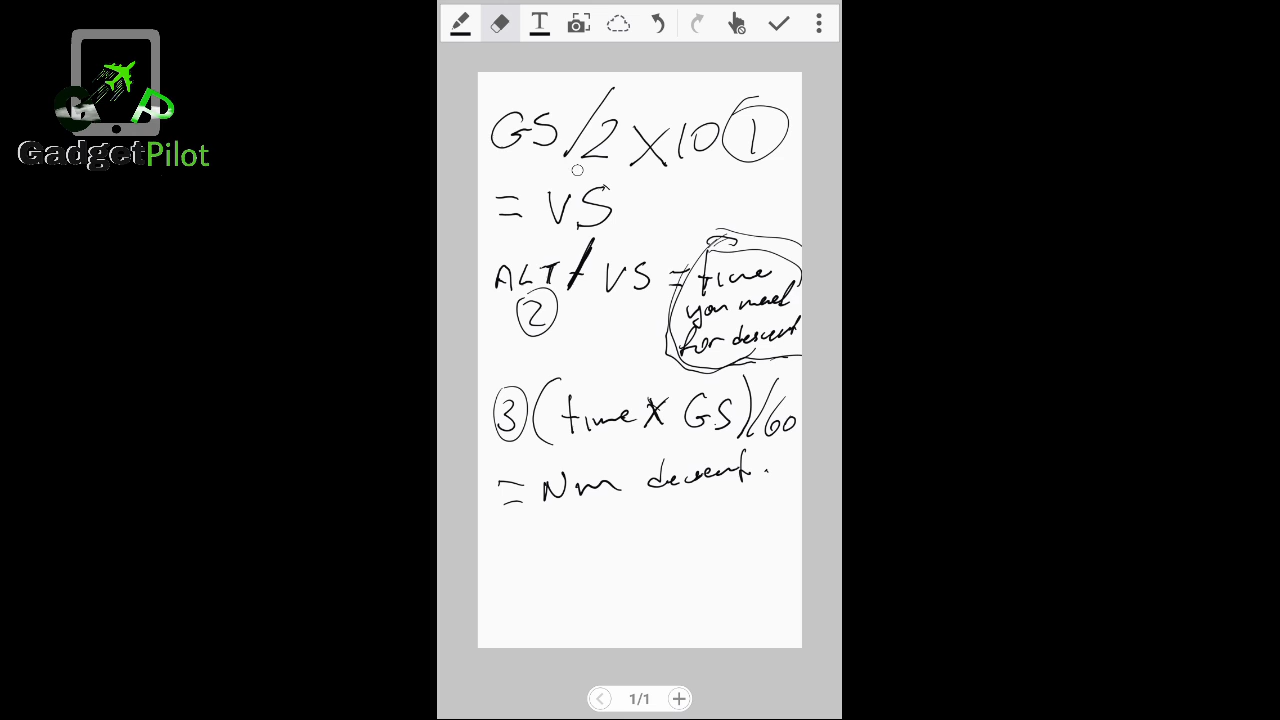 GadgetPilot
GS/2 X 10 1
= VS
ALT / VS = time
you need
for descent
2
3 (time X GS)/60
= Nm descent.
1/1